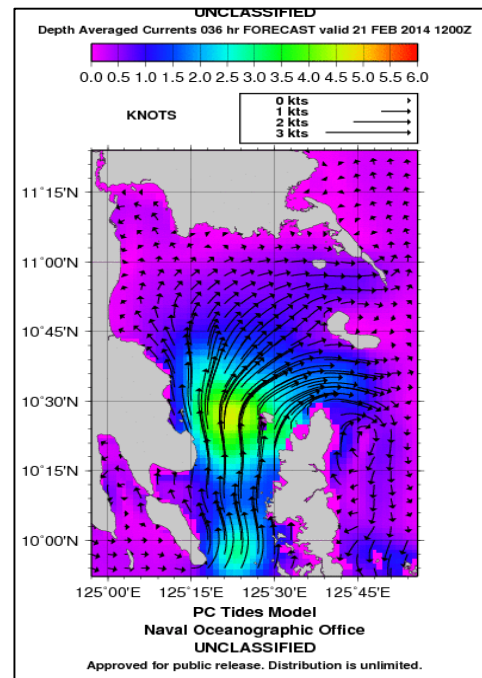 UNCLASSIFIED
Depth Averaged Currents 036 hr FORECAST valid 21 FEB 2014 1200Z
0.0 0.5 1.0 1.5 2.0 2.5 3.0 3.5 4.0 4.5 5.0 5.5 6.0
KNOTS
0 kts
1 kts
2 kts
3 kts
11°15'N
11°00'N
10°45'N
10°30'N
10°15'N
10°00'N
125°00'E 125°15'E 125°30'E 125°45'E
PC Tides Model
Naval Oceanographic Office
UNCLASSIFIED
Approved for public release. Distribution is unlimited.